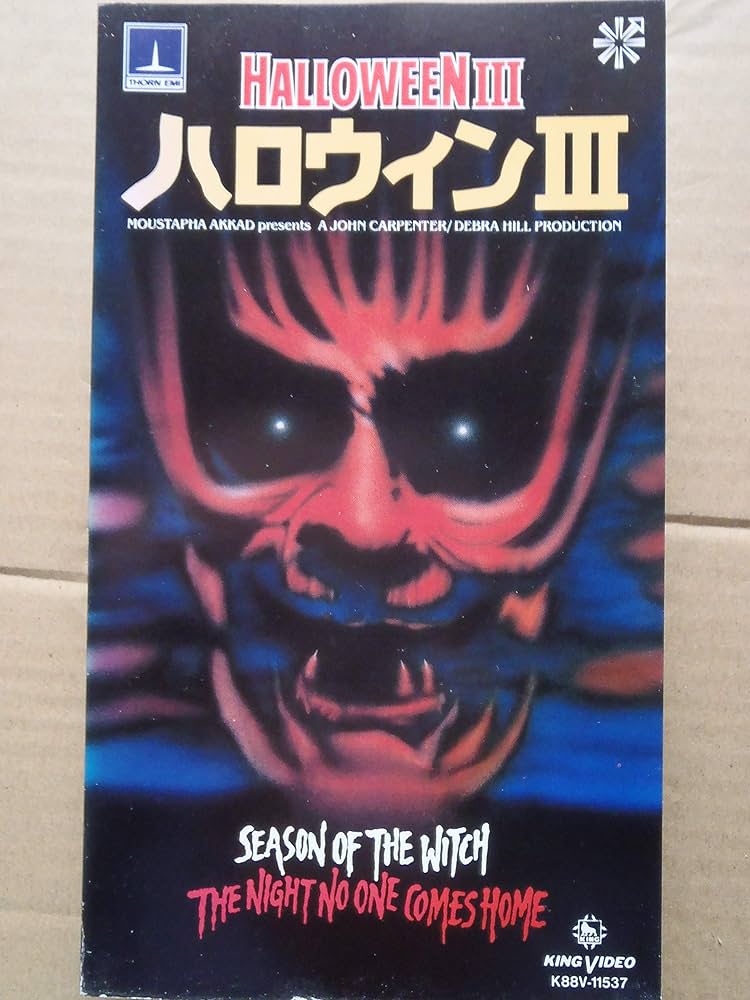 THORN EMI
HALLOWEEN III
ハロウィンIII
MOUSTAPHA AKKAD presents A JOHN CARPENTER/DEBRA HILL PRODUCTION
SEASON OF THE WITCH
THE NIGHT NO ONE COMES HOME
KING
KING VIDEO
K88V-11537